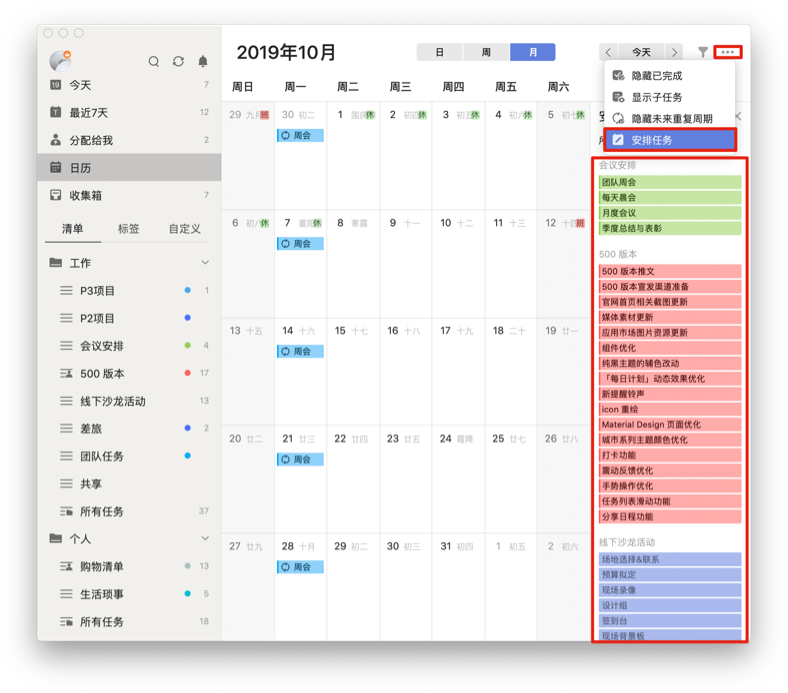 19 今天 7
7 最近7天 12
分配给我 2
日历
收集箱 7
清单 标签 自定义
工作
P3项目 1
P2项目
会议安排 4
500 版本 17
线下沙龙活动 13
差旅 2
团队任务
共享
所有任务 37
个人
购物清单 13
生活琐事 5
所有任务 18
2019年10月
日 周 月
今天
周日 周一 周二 周三 周四 周五 周六
29 班 30 初二 1 休 2 休 3 休 4 休 5 休
周会
6 休 7 休 8 寒露 9 十一 10 十二 11 十三 12 班
周会
13 十五 14 十六 15 十七 16 十八 17 十九 18 二十 19 廿一
周会
20 廿二 21 廿三 22 廿四 23 廿五 24 霜降 25 廿七 26 廿八
周会
27 廿九 28 十月 29 初二 30 初三 31 初四 1 初五 2 初六
周会
隐藏已完成
显示子任务
隐藏未来重复周期
安排任务
会议安排
团队周会
每天晨会
月度会议
季度总结与表彰
500 版本
500 版本推文
500 版本宣发渠道准备
官网首页相关截图更新
媒体素材更新
应用市场图片资源更新
组件优化
纯黑主题的辅色改动
「每日计划」动态效果优化
新提醒铃声
icon 重绘
Material Design 页面优化
城市系列主题颜色优化
打卡功能
震动反馈优化
手势操作优化
任务列表滑动功能
分享日程功能
线下沙龙活动
场地选择&联系
预算拟定
现场录像
设计组
签到台
现场背景板